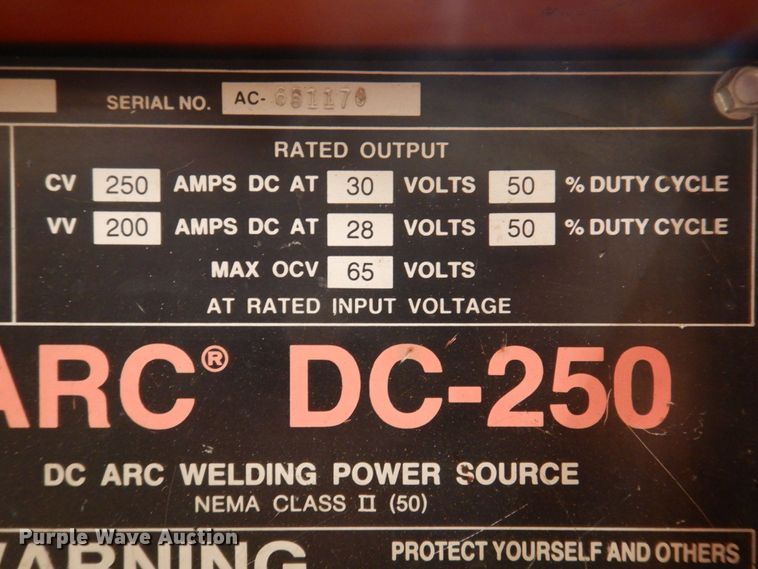 SERIAL NO. AC-681170
RATED OUTPUT
CV 250 AMPS DC AT 30 VOLTS 50 % DUTY CYCLE
VV 200 AMPS DC AT 28 VOLTS 50 % DUTY CYCLE
MAX OCV 65 VOLTS
AT RATED INPUT VOLTAGE
ARC® DC-250
DC ARC WELDING POWER SOURCE
NEMA CLASS II (50)
WARNING PROTECT YOURSELF AND OTHERS
Purple Wave Auction